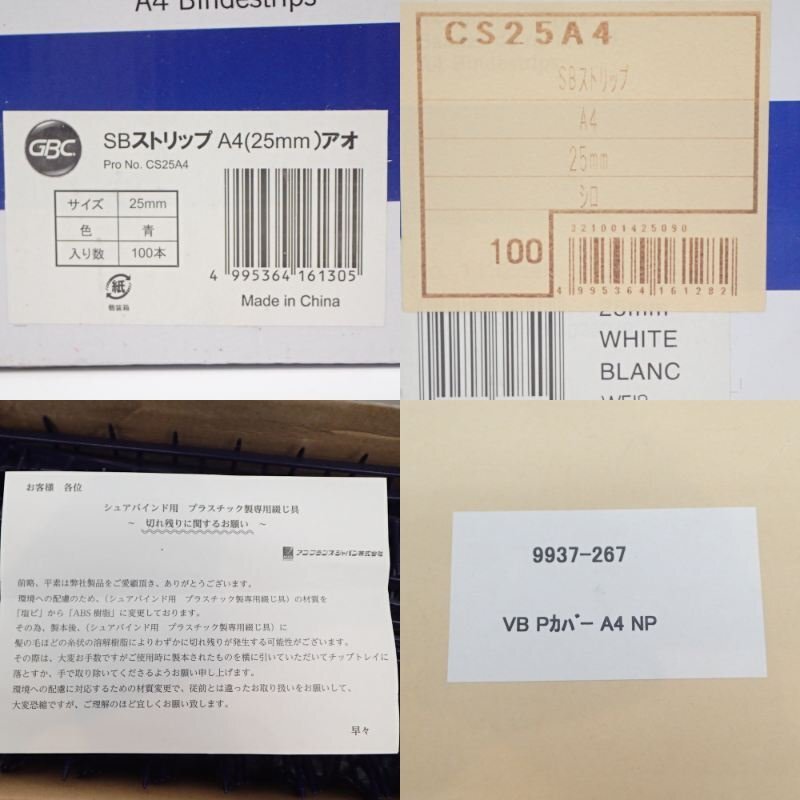 A4 Bindestrips
GBC
SBストリップ A4(25mm)アオ
Pro No. CS25A4
サイズ 25mm
色 青
入り数 100本
紙
個装箱
4 995364 161305
Made in China
CS25A4
SBストリップ
A4
25mm
シロ
100
321001425090
4 995364 161282
25mm
WHITE
BLANC
お客様 各位
シュアバインド用 プラスチック製専用綴じ具
~ 切れ残りに関するお願い ~
アコ・ブランズ・ジャパン株式会社
前略、平素は弊社製品をご愛顧頂き、ありがとうございます。
環境への配慮のため、（シュアバインド用 プラスチック製専用綴じ具）の材質を
「塩ビ」から「ABS樹脂」に変更しております。
その為、製本後、（シュアバインド用 プラスチック製専用綴じ具）に
髪の毛ほどの糸状の溶解樹脂によりわずかに切れ残りが発生する可能性がございます。
その際は、大変お手数ですがご使用時に製本されたものを横に引いていただいてチップトレイに
落とすか、手で取り除いてくださるようお願い申し上げます。
環境への配慮に対応するための材質変更で、従前とは違ったお取り扱いをお願いして、
大変恐縮ですが、ご理解のほど宜しくお願い致します。
早々
9937-267
VB Pカバー A4 NP